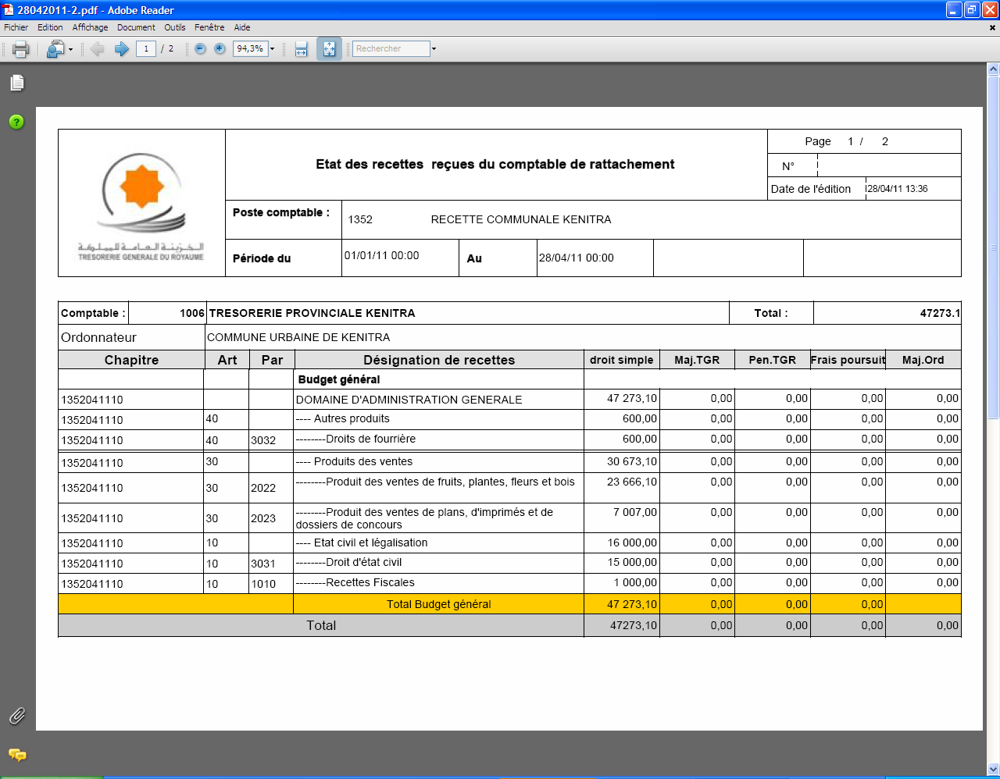 28042011-2.pdf - Adobe Reader
Fichier Edition Affichage Document Outils Fenêtre Aide
1 / 2 94,3% Rechercher
Page 1 / 2
Etat des recettes reçues du comptable de rattachement
N°
Date de l'édition 28/04/11 13:36
Poste comptable : 1352 RECETTE COMMUNALE KENITRA
الخزينة العامة للمملكة
TRESORERIE GENERALE DU ROYAUME
Période du 01/01/11 00:00 Au 28/04/11 00:00
Comptable : 1006 TRESORERIE PROVINCIALE KENITRA Total : 47273.1
Ordonnateur COMMUNE URBAINE DE KENITRA
Chapitre Art Par Désignation de recettes droit simple Maj.TGR Pen.TGR Frais poursuit Maj.Ord
Budget général
1352041110 DOMAINE D'ADMINISTRATION GENERALE 47 273,10 0,00 0,00 0,00 0,00
1352041110 40 ---- Autres produits 600,00 0,00 0,00 0,00 0,00
1352041110 40 3032 --------Droits de fourrière 600,00 0,00 0,00 0,00 0,00
1352041110 30 ---- Produits des ventes 30 673,10 0,00 0,00 0,00 0,00
1352041110 30 2022 --------Produit des ventes de fruits, plantes, fleurs et bois 23 666,10 0,00 0,00 0,00 0,00
1352041110 30 2023 --------Produit des ventes de plans, d'imprimés et de 7 007,00 0,00 0,00 0,00 0,00
dossiers de concours
1352041110 10 ---- Etat civil et légalisation 16 000,00 0,00 0,00 0,00 0,00
1352041110 10 3031 --------Droit d'état civil 15 000,00 0,00 0,00 0,00 0,00
1352041110 10 1010 --------Recettes Fiscales 1 000,00 0,00 0,00 0,00 0,00
Total Budget général 47 273,10 0,00 0,00 0,00
Total 47273,10 0,00 0,00 0,00 0,00